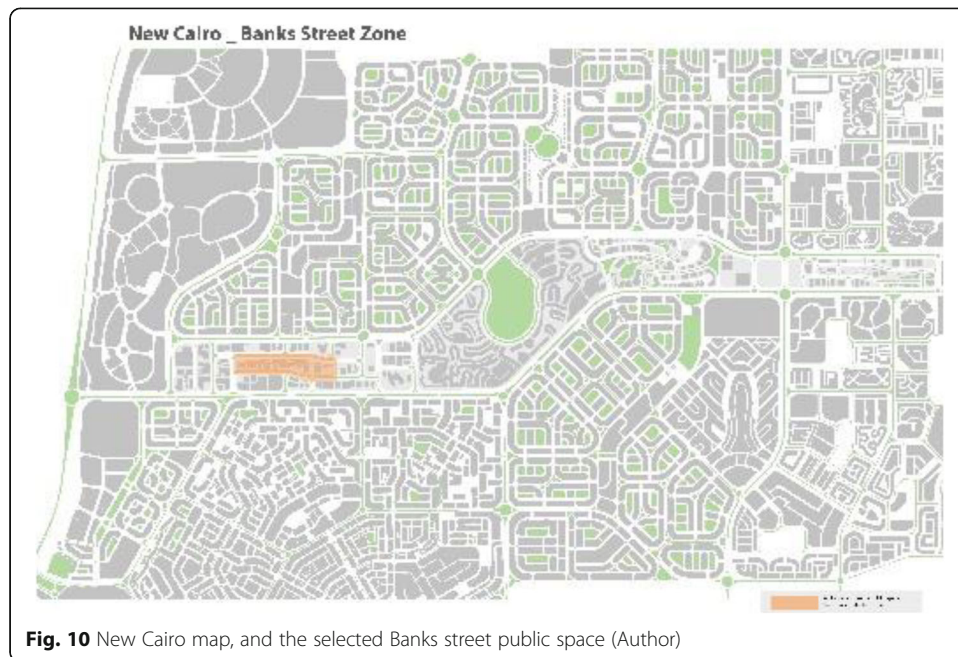 New Cairo _ Banks Street Zone
Fig. 10 New Cairo map, and the selected Banks street public space (Author)